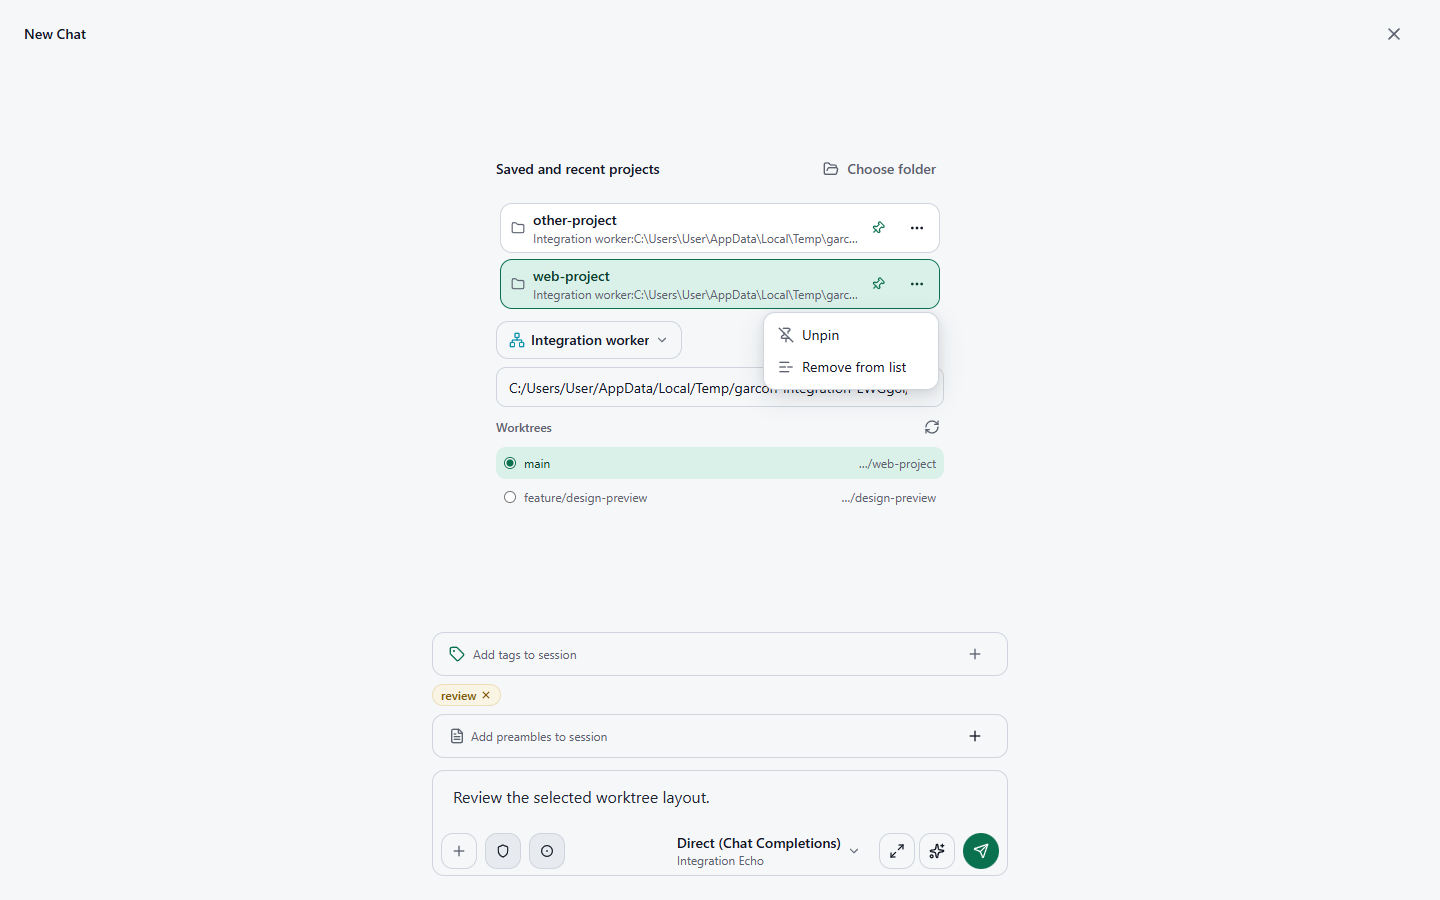 New Chat
Saved and recent projects
Choose folder
other-project
Integration worker:C:\Users\User\AppData\Local\Temp\garc...
web-project
Integration worker:C:\Users\User\AppData\Local\Temp\garc...
Unpin
Integration worker
Remove from list
C:/Users/User/AppData/Local/Temp/garcon
Worktrees
main
.../web-project
feature/design-preview
.../design-preview
Add tags to session
review
Add preambles to session
Review the selected worktree layout.
Direct (Chat Completions)
Integration Echo